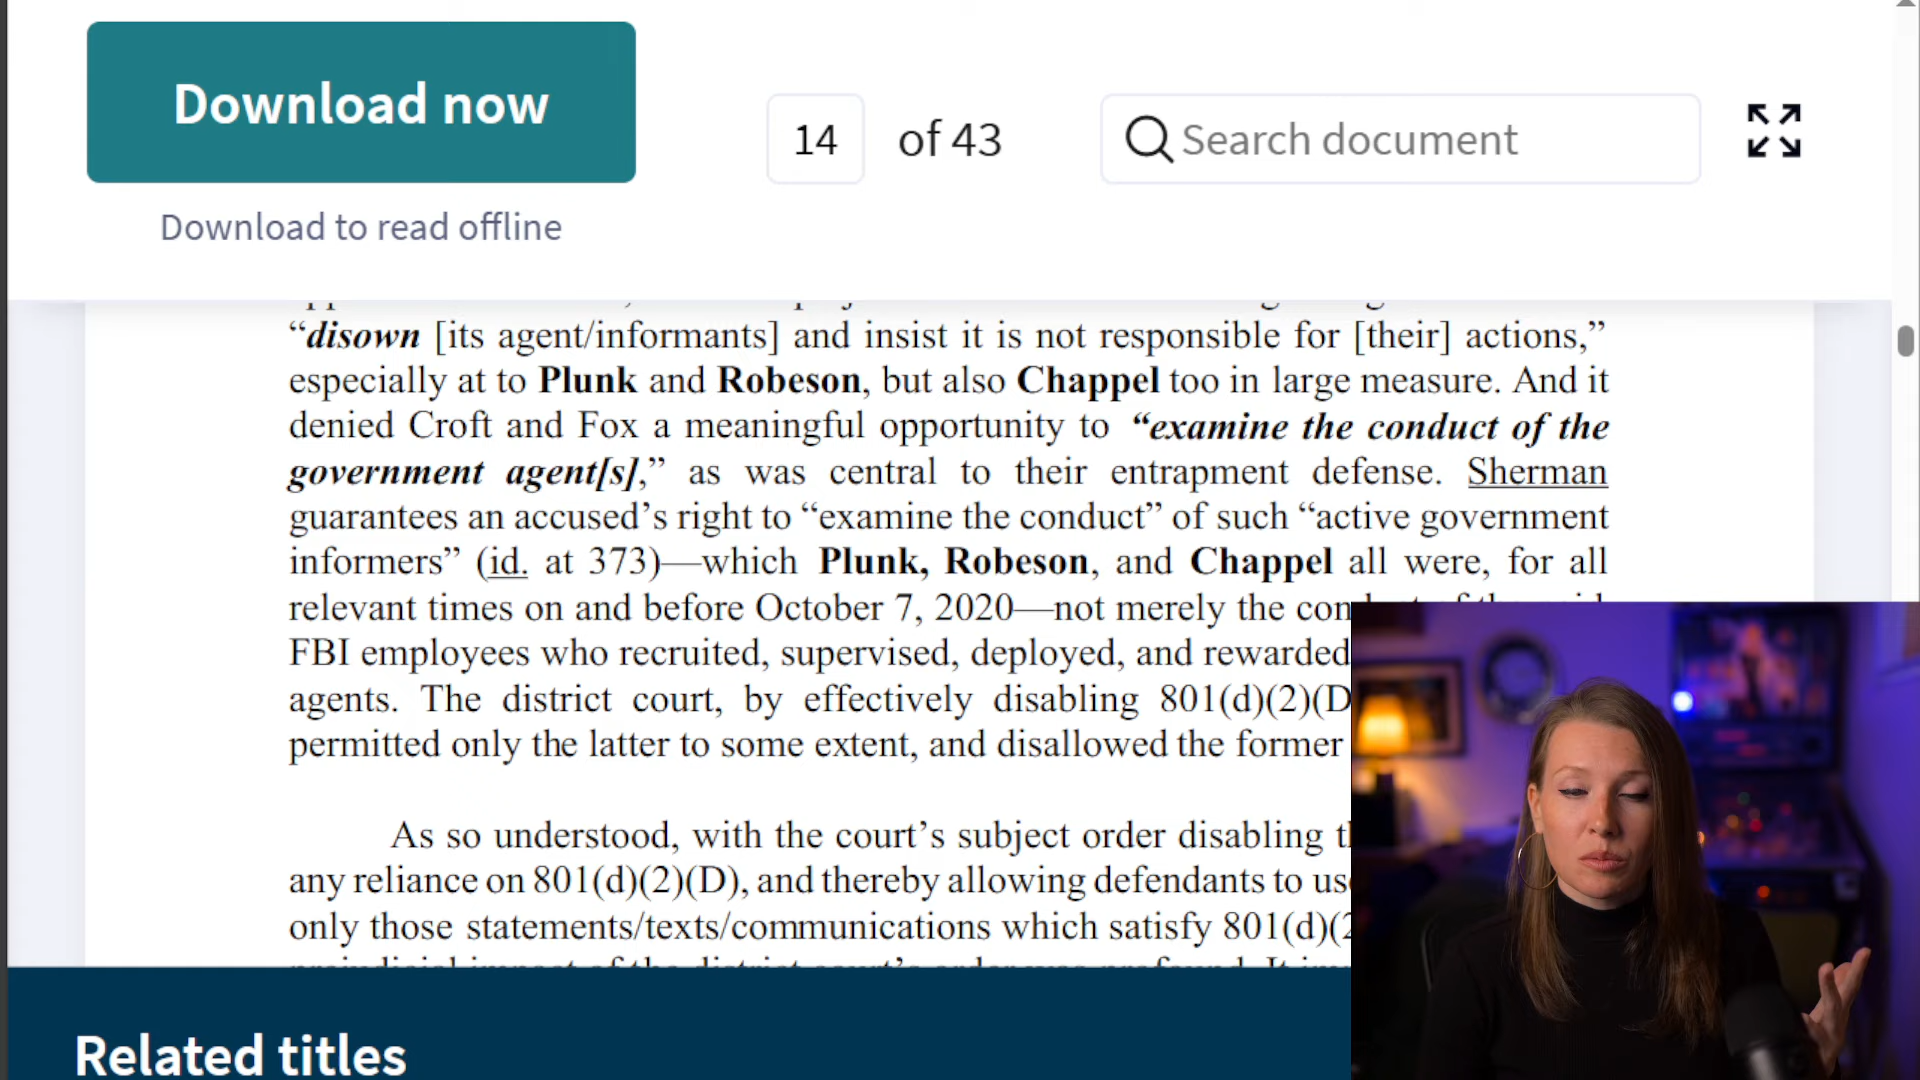 Download now
14 of 43
Search document
Download to read offline
“disown [its agent/informants] and insist it is not responsible for [their] actions,”
especially at to Plunk and Robeson, but also Chappel too in large measure. And it
denied Croft and Fox a meaningful opportunity to “examine the conduct of the
government agent[s],” as was central to their entrapment defense. Sherman
guarantees an accused’s right to “examine the conduct” of such “active government
informers” (id. at 373)—which Plunk, Robeson, and Chappel all were, for all
relevant times on and before October 7, 2020—not merely the
FBI employees who recruited, supervised, deployed, and rewarded
agents. The district court, by effectively disabling 801(d)(2)(D
permitted only the latter to some extent, and disallowed the former
As so understood, with the court’s subject order disabling
any reliance on 801(d)(2)(D), and thereby allowing defendants to
only those statements/texts/communications which satisfy 801(d)(2
Related titles